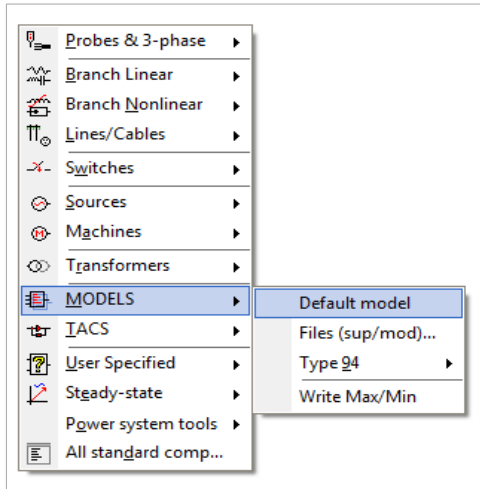 Probes & 3-phase
Branch Linear
Branch Nonlinear
Lines/Cables
Switches
Sources
Machines
Transformers
MODELS
TACS
User Specified
Steady-state
Power system tools
All standard comp...
Default model
Files (sup/mod)...
Type 94
Write Max/Min